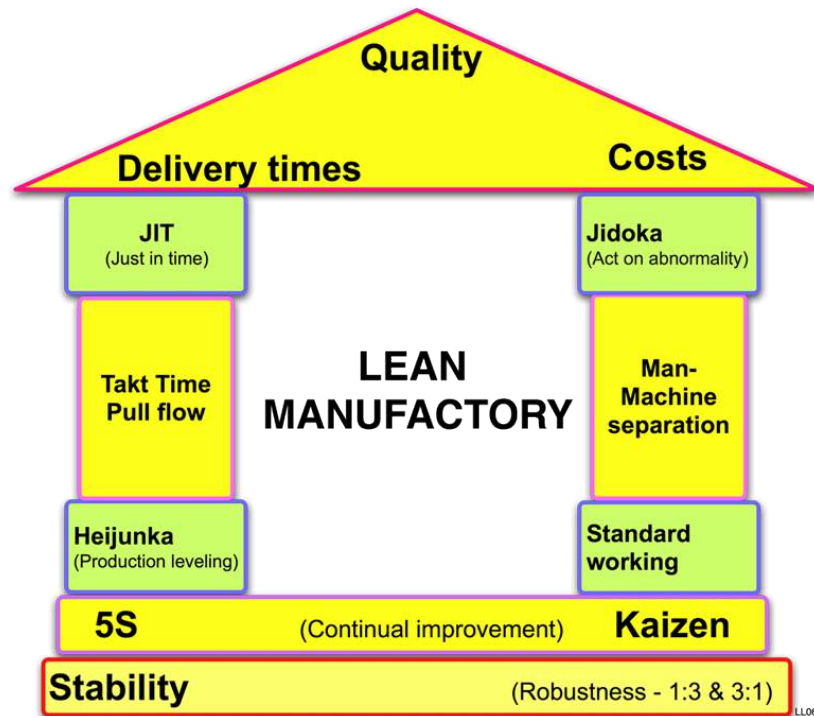 Quality
Delivery times
Costs
JIT
(Just in time)
Jidoka
(Act on abnormality)
Takt Time
Pull flow
LEAN
MANUFACTORY
Man-
Machine
separation
Heijunka
(Production leveling)
Standard
working
5S (Continual improvement) Kaizen
Stability (Robustness - 1:3 & 3:1)